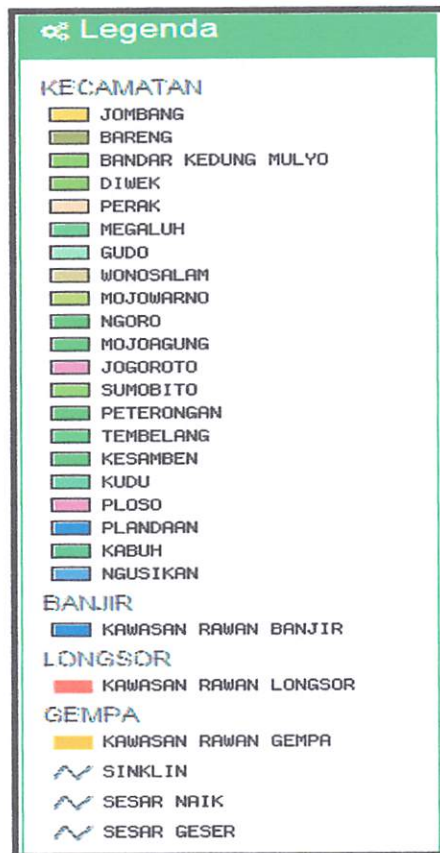 Legenda
KECAMATAN
JOMBANG
BARENG
BANDAR KEDUNG MULYO
DIWEK
PERAK
MEGALUH
GUDO
WONOSALAM
MOJOWARNO
NGORO
MOJOAGUNG
JOGOROTO
SUMOBITO
PETERONGAN
TEMBELANG
KESAMBEN
KUDU
PLOSO
PLANDAAN
KABUH
NGUSIKAN
BANJIR
KAWASAN RAWAN BANJIR
LONGSOR
KAWASAN RAWAN LONGSOR
GEMPA
KAWASAN RAWAN GEMPA
SINKLIN
SESAR NAIK
SESAR GESER